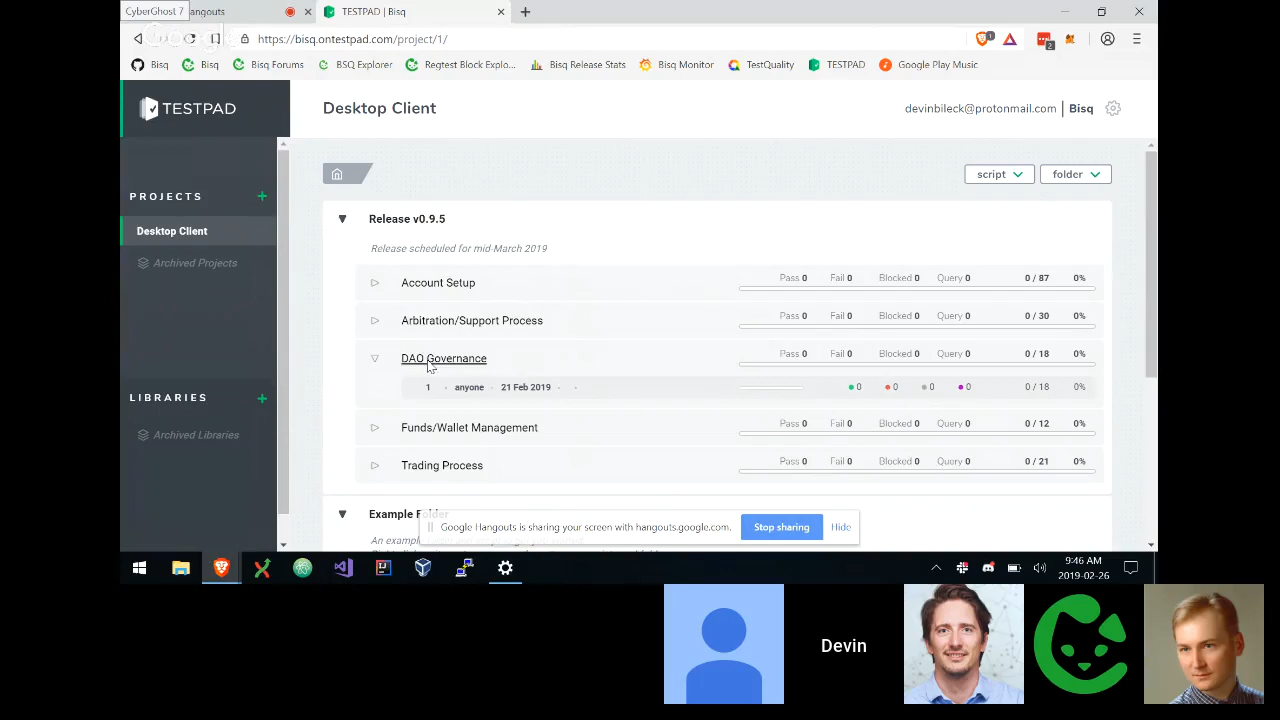 CyberGhost 7
angouts
TESTPAD | Bisq
https://bisq.ontestpad.com/project/1/
2
Bisq
Bisq
Bisq Forums
BSQ Explorer
Regtest Block Explo...
Bisq Release Stats
Bisq Monitor
TestQuality
TESTPAD
Google Play Music
TESTPAD
Desktop Client
devinbileck@protonmail.com | Bisq
PROJECTS +
Desktop Client
Archived Projects
LIBRARIES +
Archived Libraries
script
folder
Release v0.9.5
Release scheduled for mid-March 2019
Account Setup Pass 0 Fail 0 Blocked 0 Query 0 0 / 87 0%
Arbitration/Support Process Pass 0 Fail 0 Blocked 0 Query 0 0 / 30 0%
DAO Governance Pass 0 Fail 0 Blocked 0 Query 0 0 / 18 0%
1 - anyone - 21 Feb 2019 - - 0 0 0 0 0 / 18 0%
Funds/Wallet Management Pass 0 Fail 0 Blocked 0 Query 0 0 / 12 0%
Trading Process Pass 0 Fail 0 Blocked 0 Query 0 0 / 21 0%
Example F
Google Hangouts is sharing your screen with hangouts.google.com.
Stop sharing
Hide
An exam
9:46 AM
2019-02-26
Devin